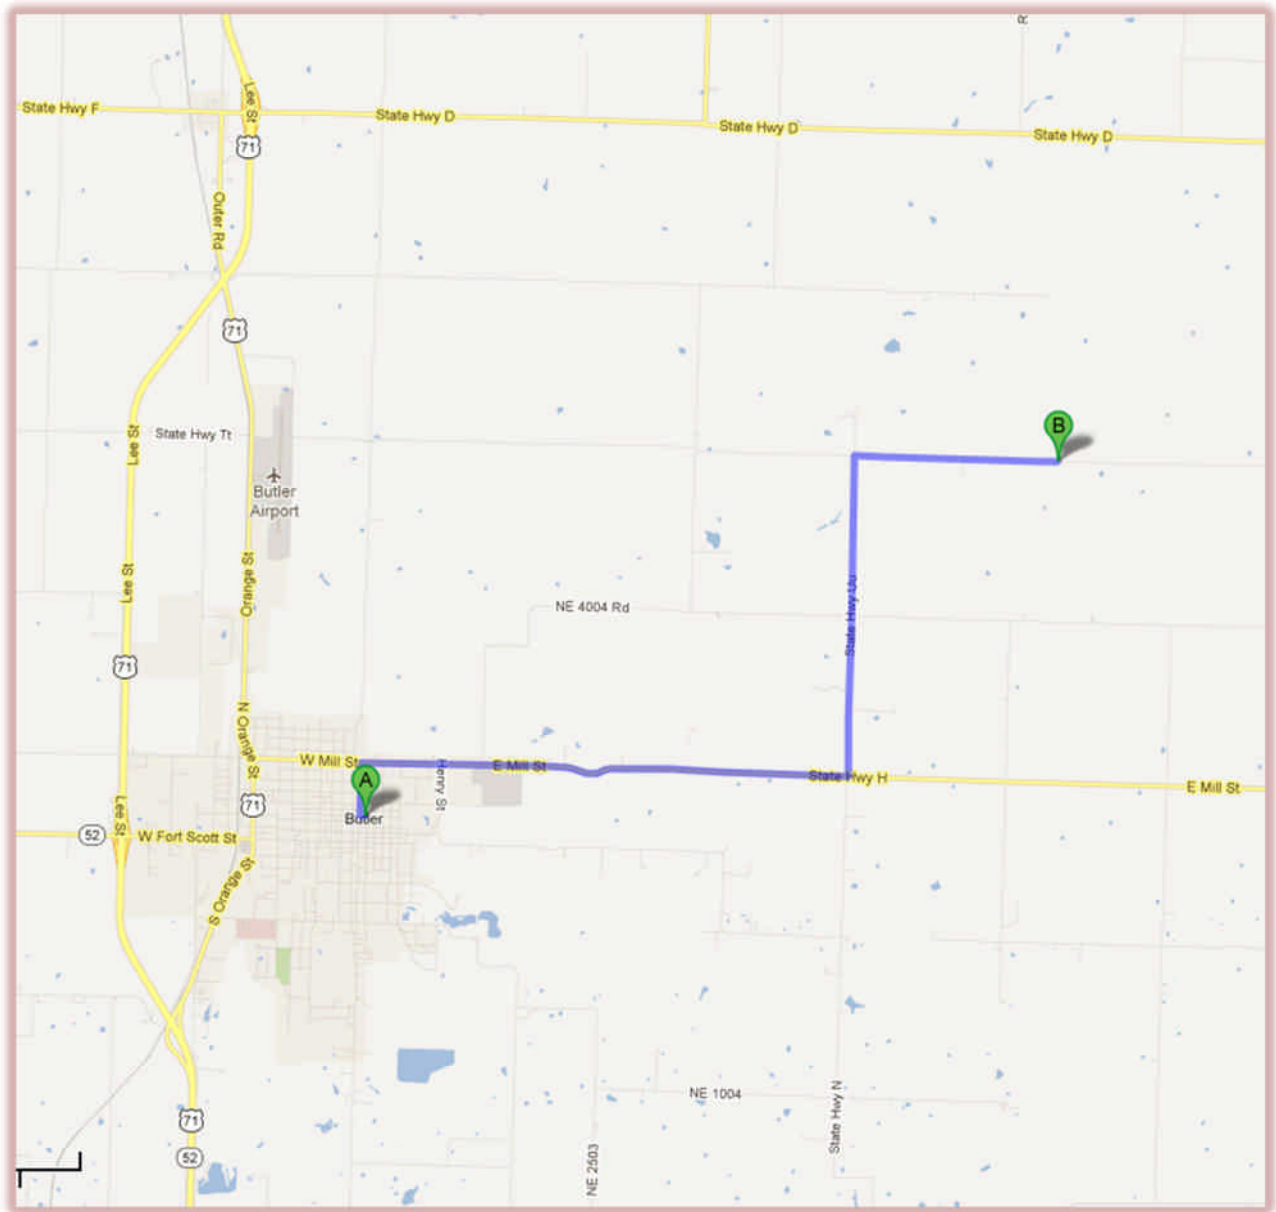 R
Lee St
State Hwy F
State Hwy D
State Hwy D
State Hwy D
71
Outer Rd
71
B
Lee St
State Hwy Tt
Butler
Airport
Lee St
Orange St
NE 4004 Rd
State Hwy Uu
71
N Orange St
W Mill St
E Mill St
Henry St
State Hwy H
E Mill St
A
71
Butler
Lee St
52
W Fort Scott St
S Orange St
NE 1004
State Hwy N
71
52
NE 2503